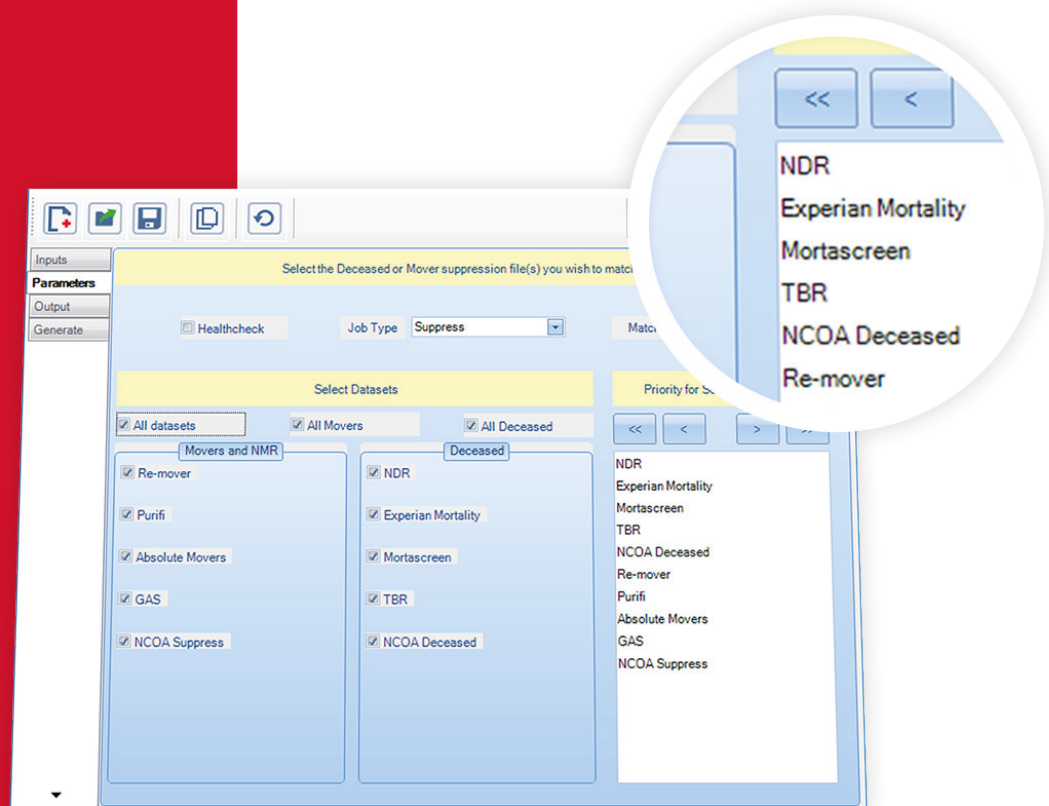 << <
NDR
Experian Mortality
Mortascreen
TBR
NCOA Deceased
Re-mover
Inputs
Parameters
Output
Generate
Select the Deceased or Mover suppression file(s) you wish to
Healthcheck
Job Type
Suppress
Select Datasets
Priority for
All datasets
All Movers
All Deceased
<< < >
Movers and NMR
Re-mover
Purifi
Absolute Movers
GAS
NCOA Suppress
Deceased
NDR
Experian Mortality
Mortascreen
TBR
NCOA Deceased
NDR
Experian Mortality
Mortascreen
TBR
NCOA Deceased
Re-mover
Purifi
Absolute Movers
GAS
NCOA Suppress